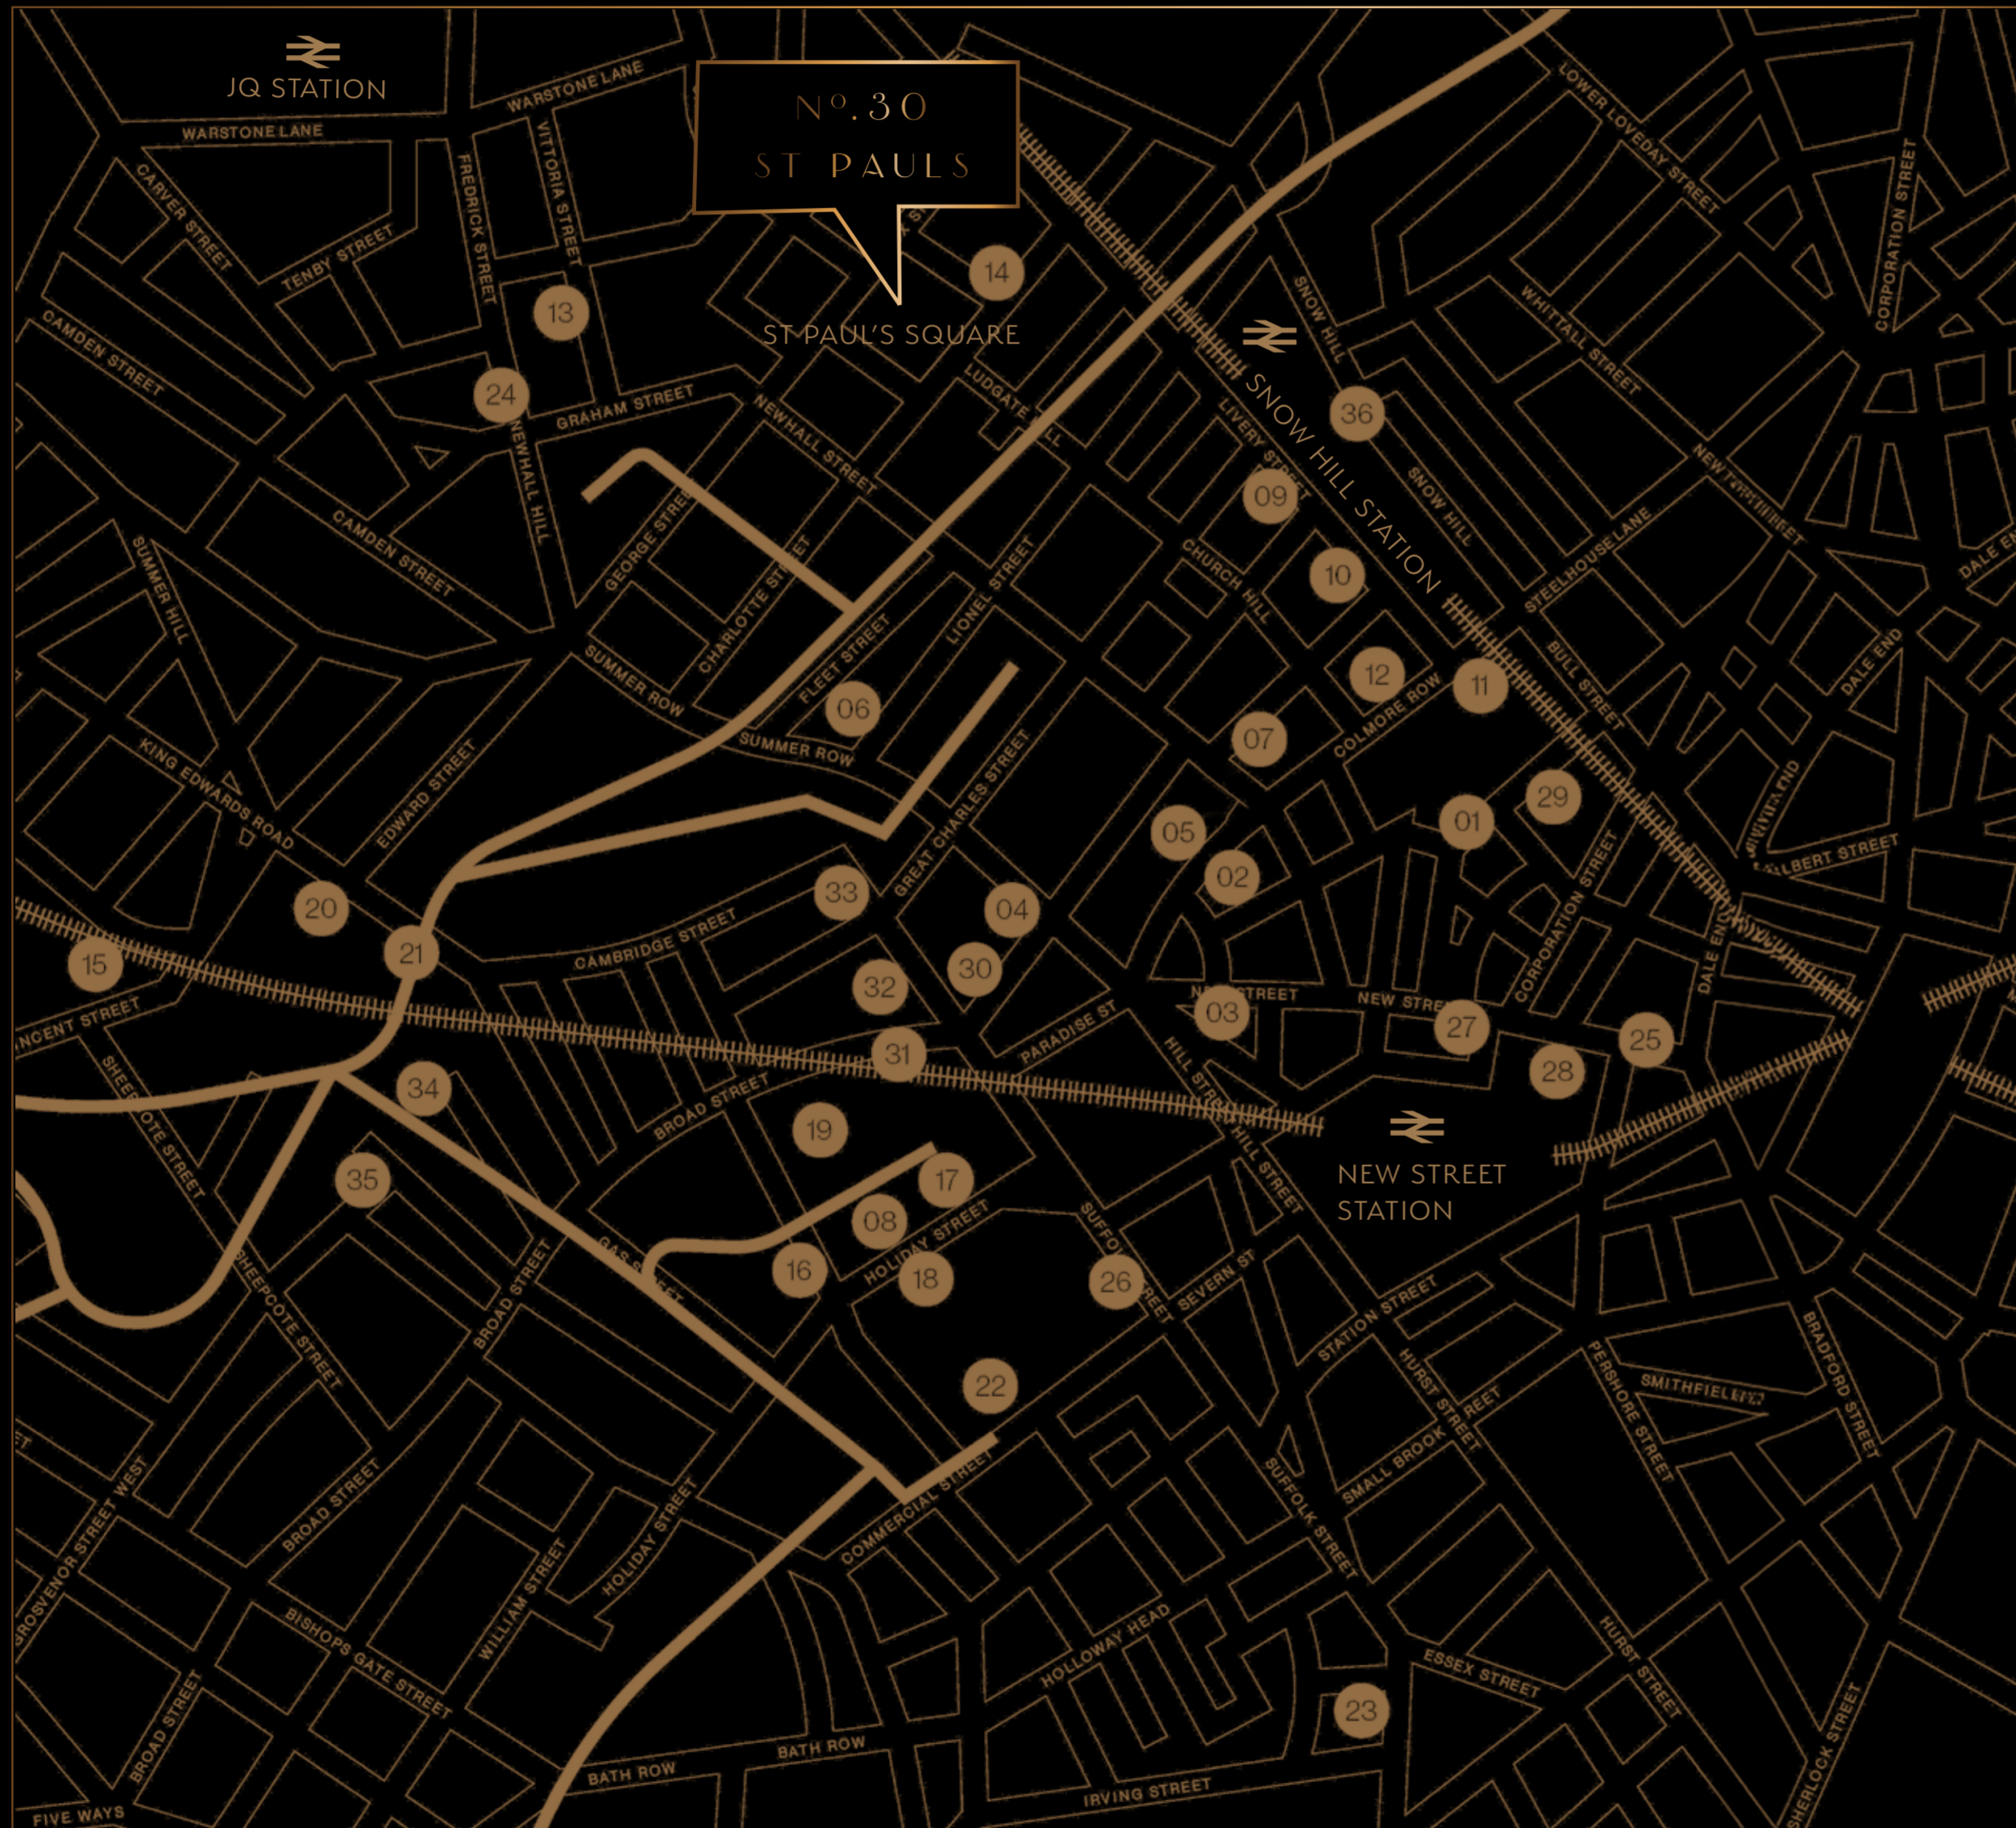 JQ STATION
WARSTONE LANE
WARSTONE LANE
Nº.30
ST PAULS
LOWER LOVEDAY STREET
VITTORIA STREET
FREDRICK STREET
CARVER STREET
TENBY STREET
CORPORATION STREET
14
13
ST PAUL'S SQUARE
SNOW HILL
WHITTALL STREET
CAMDEN STREET
24
GRAHAM STREET
LUDGATE HILL
NEWHALL STREET
LIVERY STREET
SNOW HILL STATION
36
NEWHALL HILL
09
SNOW HILL
CAMDEN STREET
GEORGE STREET
SUMMER HILL
CHARLOTTE STREET
LIONEL STREET
CHURCH HILL
10
STEELHOUSE LANE
DALE EN
FLEET STREET
SUMMER ROW
06
12
11
COLMORE ROW
BULL STREET
DALE END
SUMMER ROW
07
KING EDWARDS ROAD
EDWARD STREET
GREAT CHARLES STREET
29
01
05
02
ALBERT STREET
CORPORATION STREET
20
33
04
21
15
CAMBRIDGE STREET
30
32
DALE END
NEW STREET
03
27
25
INCENT STREET
31
PARADISE ST
28
SHEEPCOTE STREET
34
HILL STREET
BROAD STREET
19
NEW STREET
STATION
35
17
HILL STREET
08
HOLIDAY STREET
SUFFOLK STREET
16
18
26
SEVERN ST
GAS STREET
SHEEPCOTE STREET
BROAD STREET
STATION STREET
22
HURST STREET
PERSHORE STREET
BRADFORD STREET
SMALL BROOK
COMMERCIAL STREET
SUFFOLK STREET
GROSVENOR STREET WEST
BROAD STREET
HOLIDAY STREET
WILLIAM STREET
BISHOPS GATE STREET
HOLLOWAY HEAD
HURST STREET
ESSEX STREET
23
BROAD STREET
BATH ROW
BATH ROW
IRVING STREET
SHERLOCK STREET
FIVE WAYS